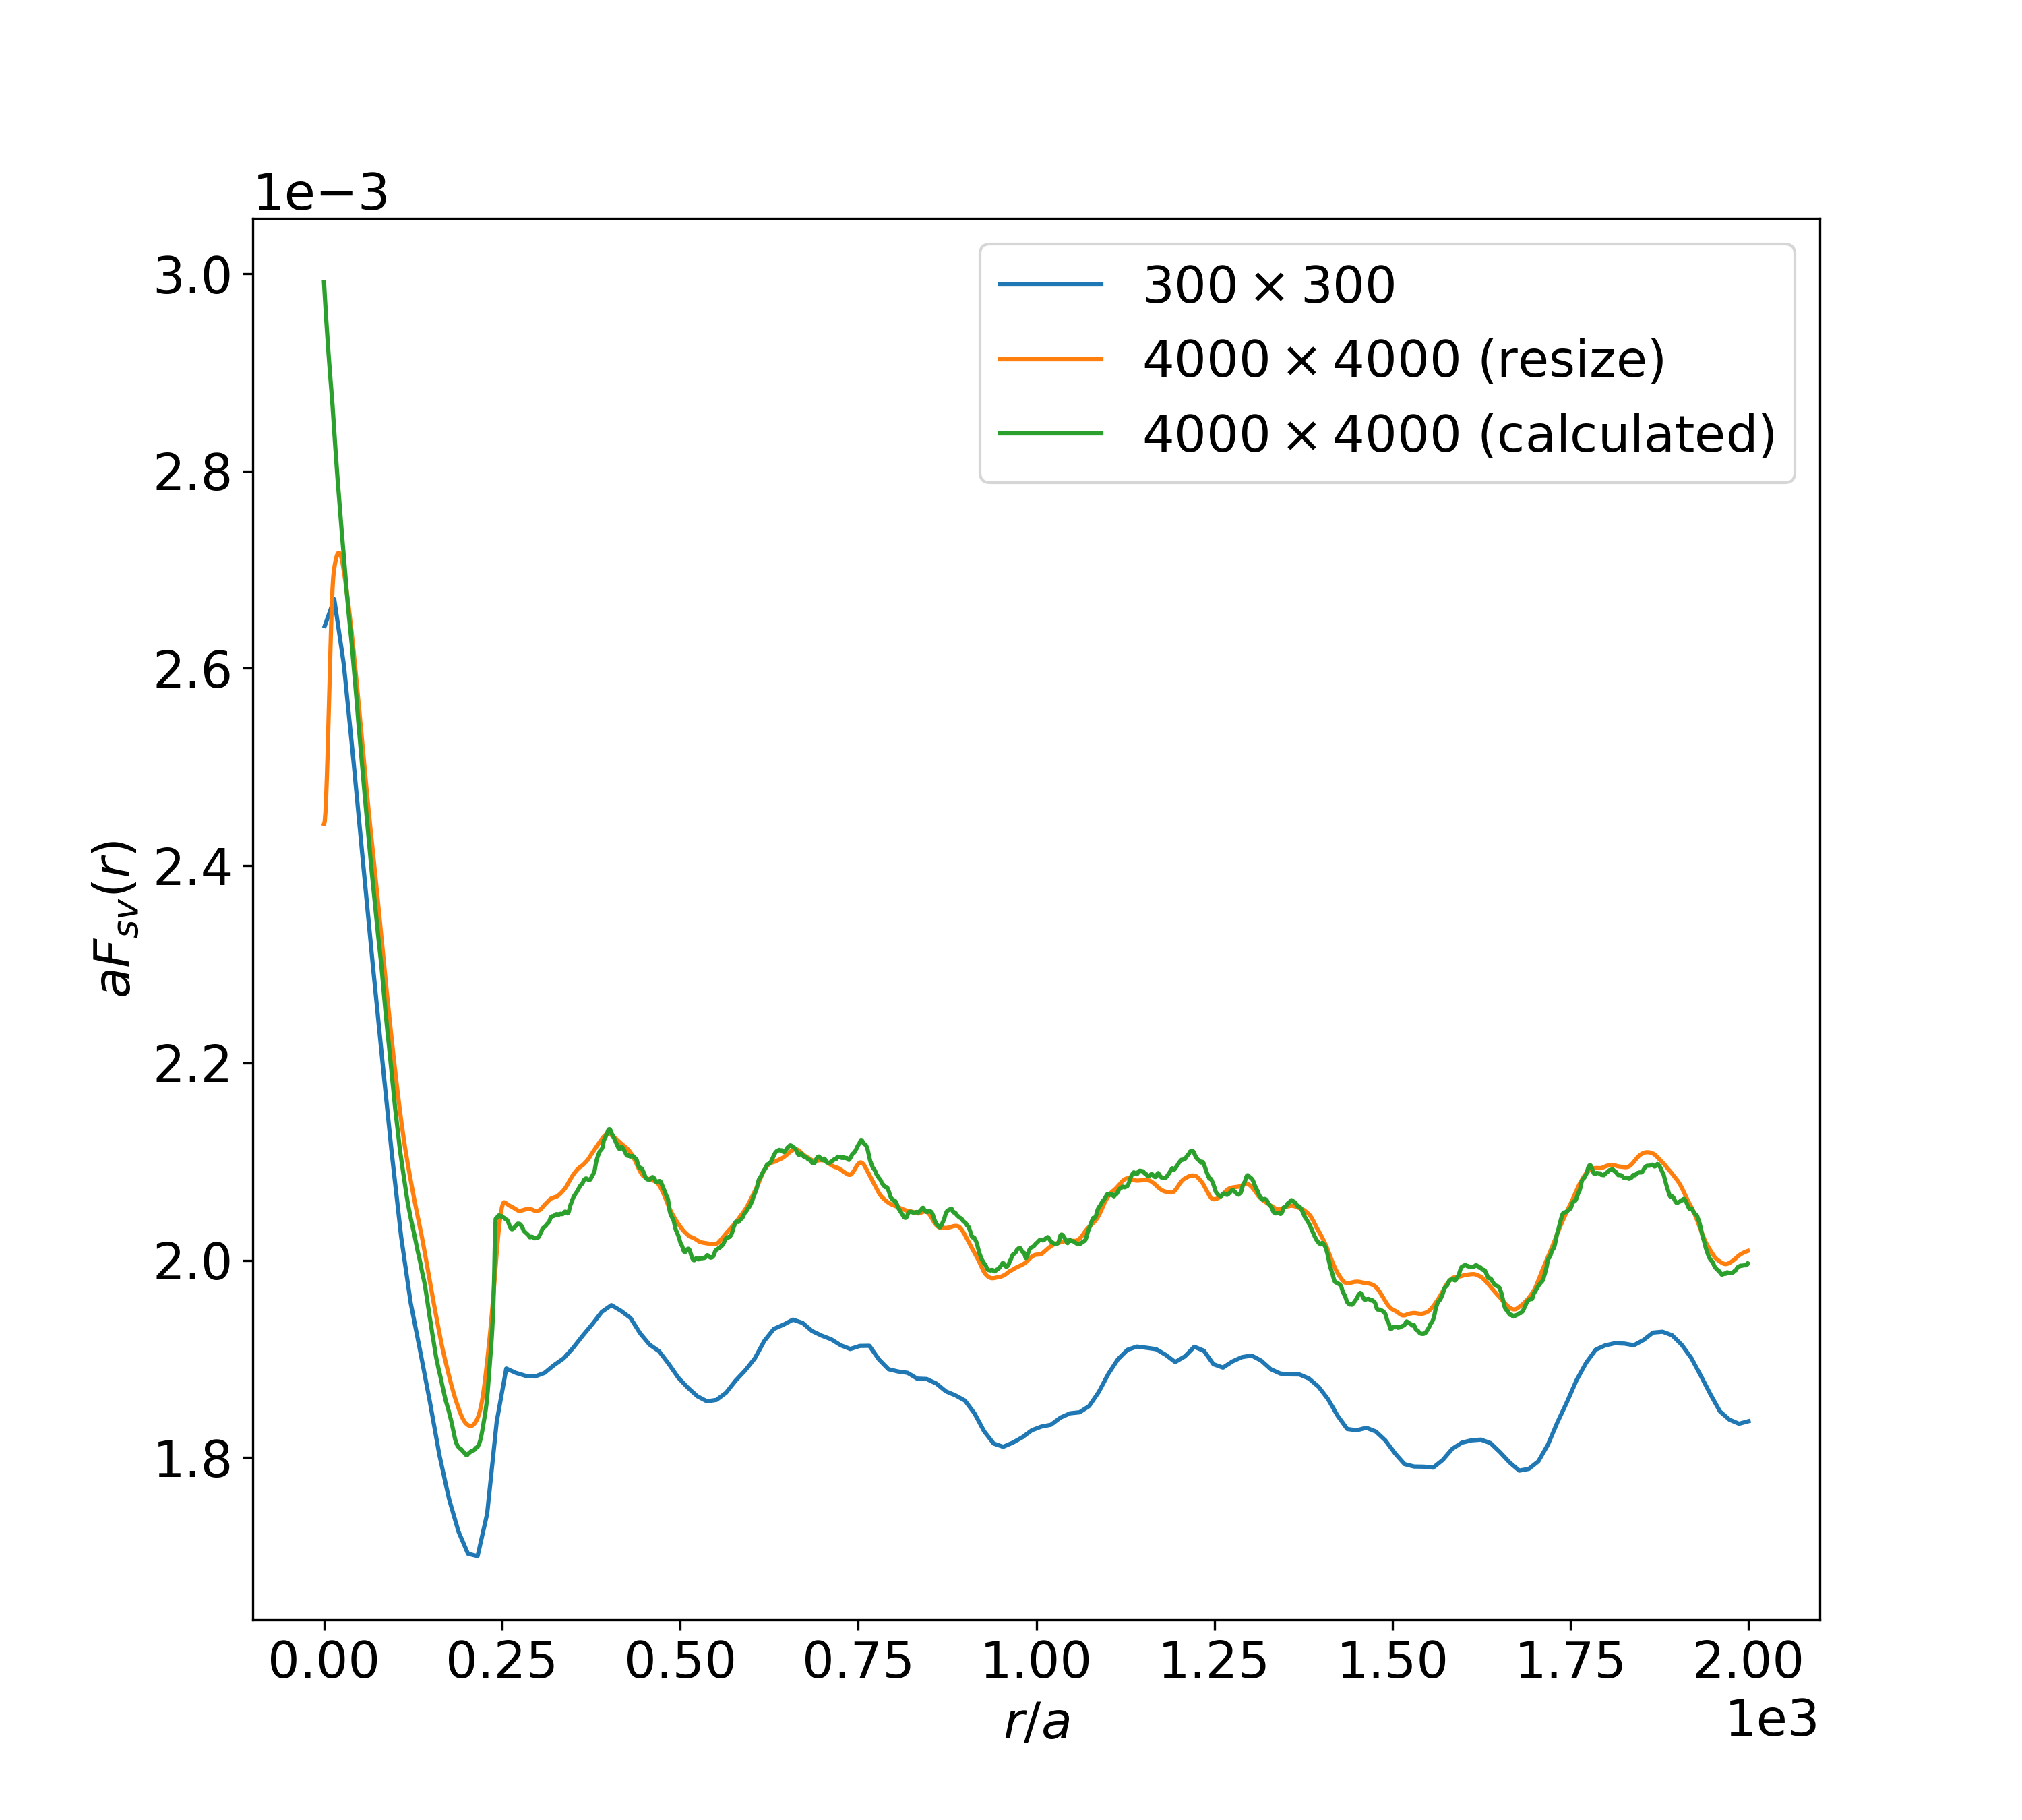 1e−3
3.0
2.8
2.6
2.4
2.2
2.0
1.8
aF_{sv}(r)
300 × 300
4000 × 4000 (resize)
4000 × 4000 (calculated)
0.00 0.25 0.50 0.75 1.00 1.25 1.50 1.75 2.00
r/a
1e3